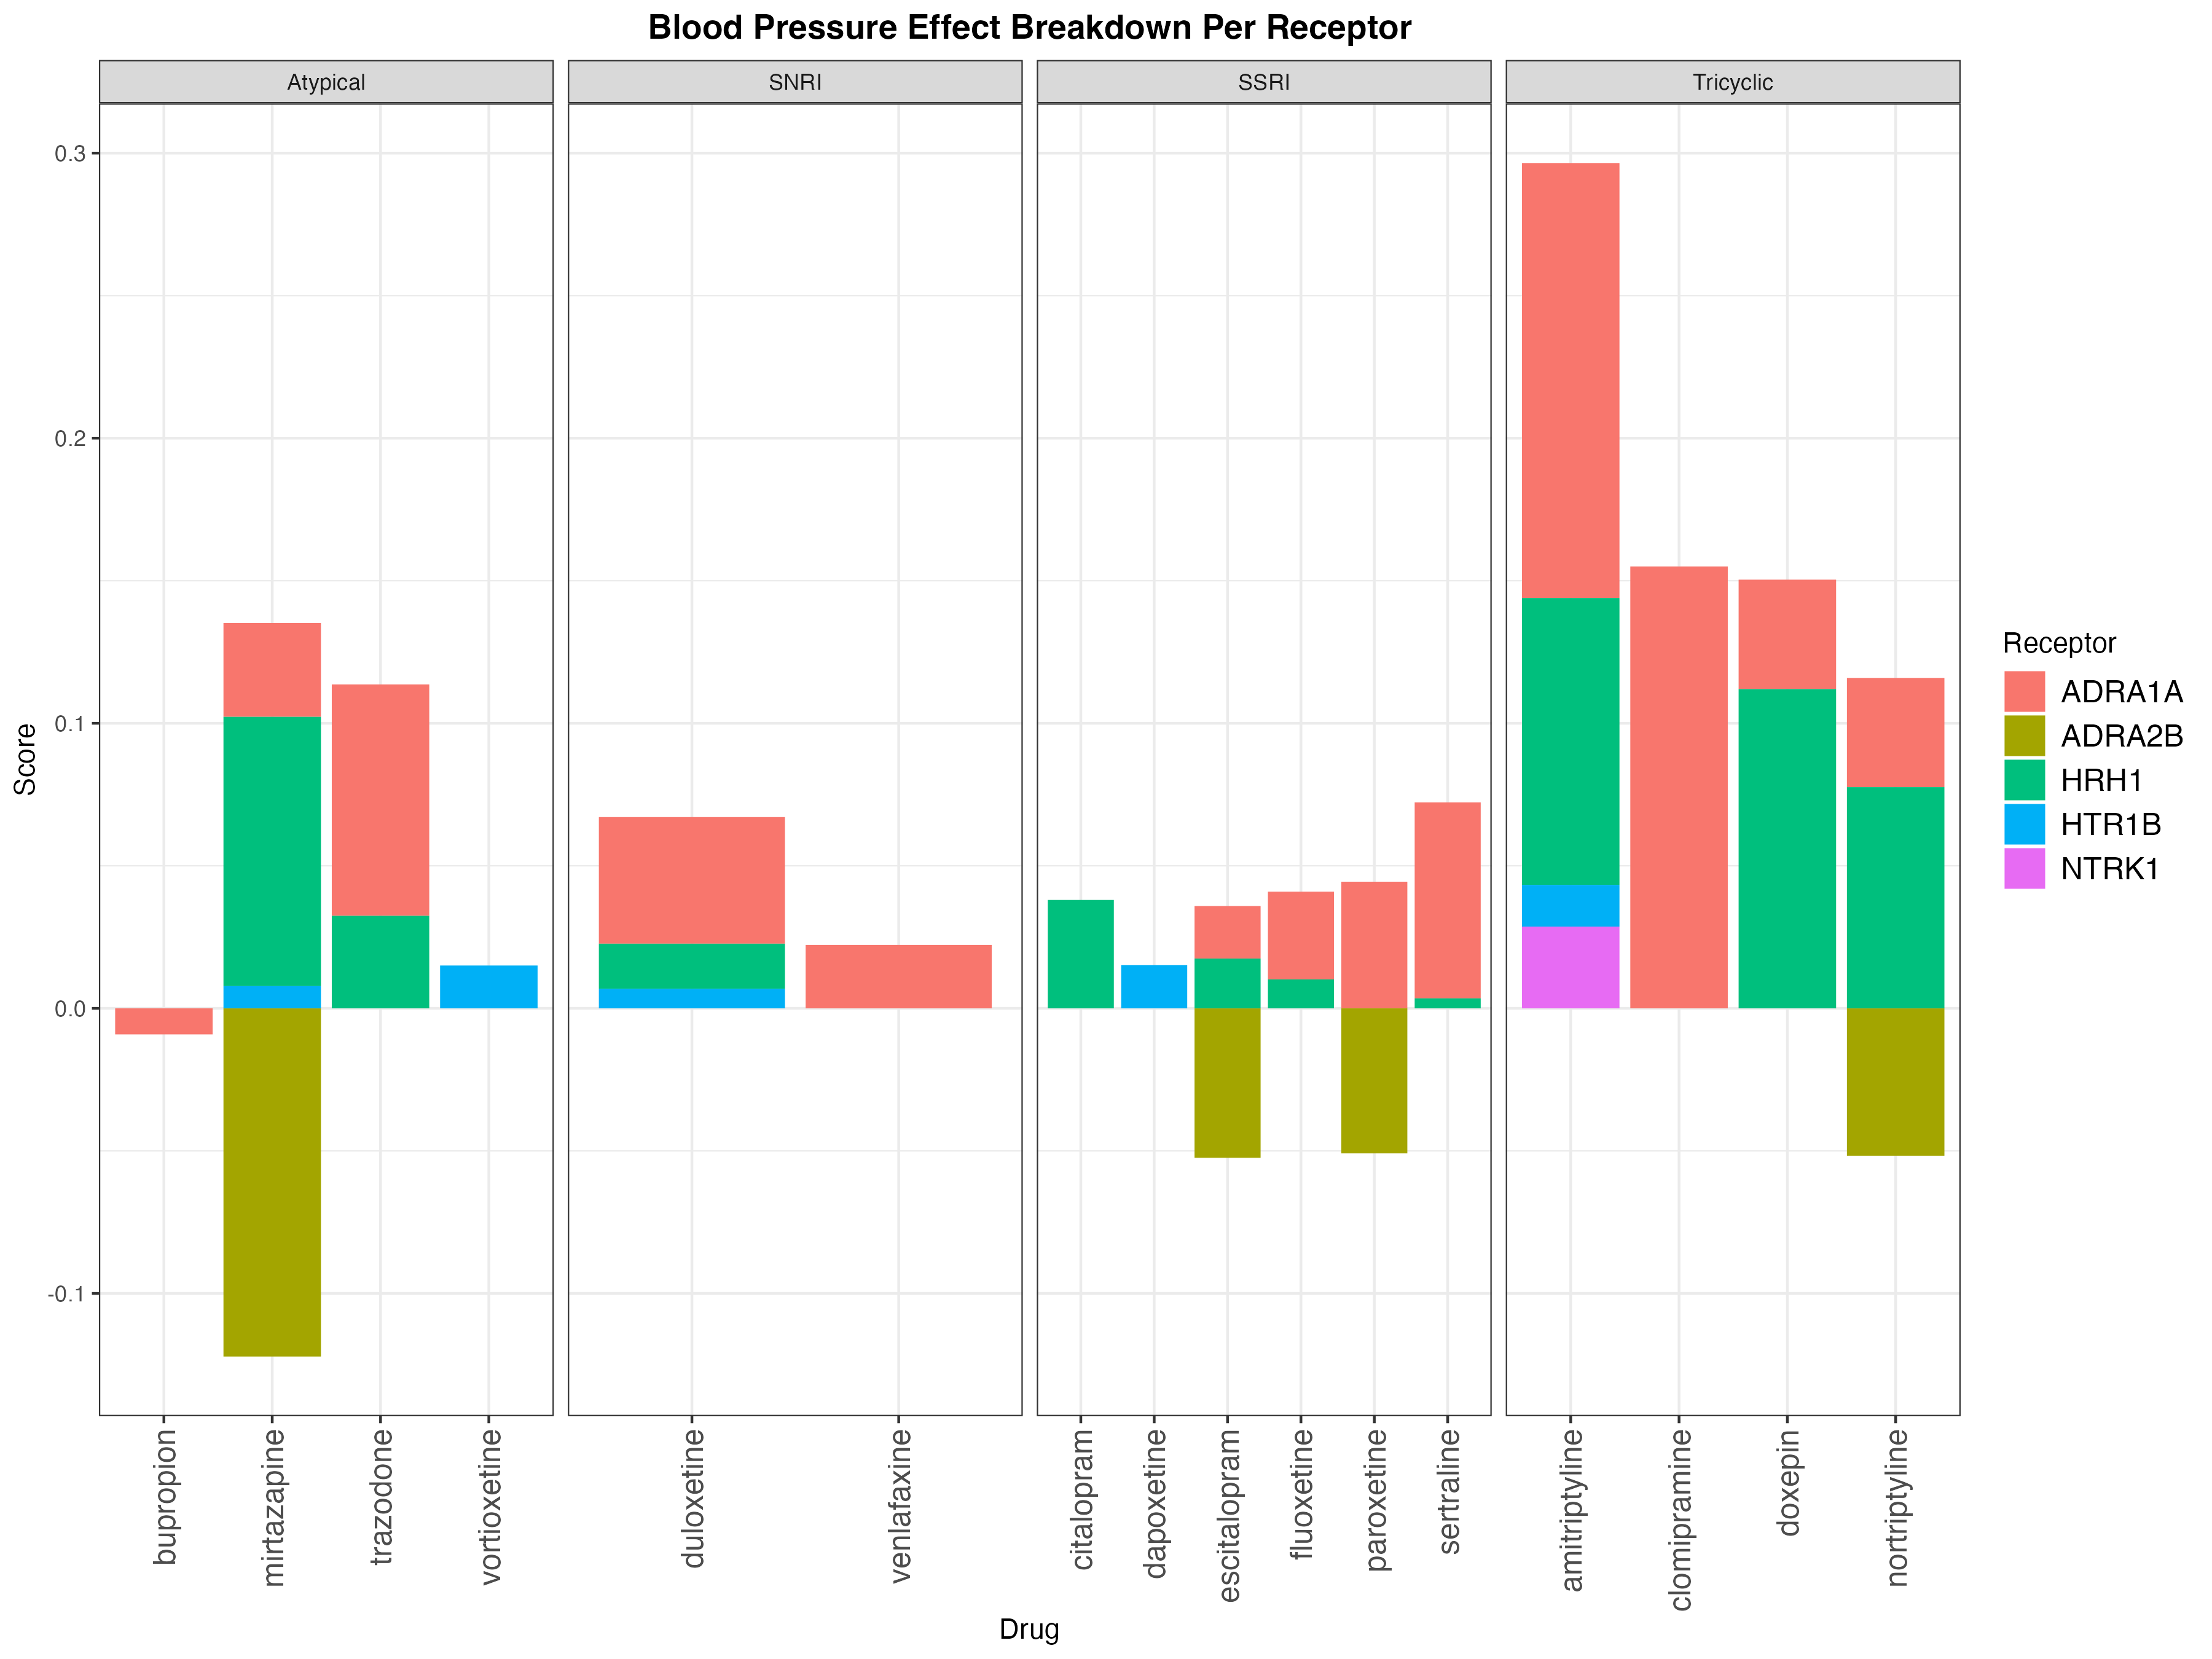 Blood Pressure Effect Breakdown Per Receptor
Atypical
SNRI
SSRI
Tricyclic
0.3
0.2
0.1
0.0
-0.1
Score
bupropion
mirtazapine
trazodone
vortioxetine
duloxetine
venlafaxine
citalopram
dapoxetine
escitalopram
fluoxetine
paroxetine
sertraline
amitriptyline
clomipramine
doxepin
nortriptyline
Drug
Receptor
ADRA1A
ADRA2B
HRH1
HTR1B
NTRK1